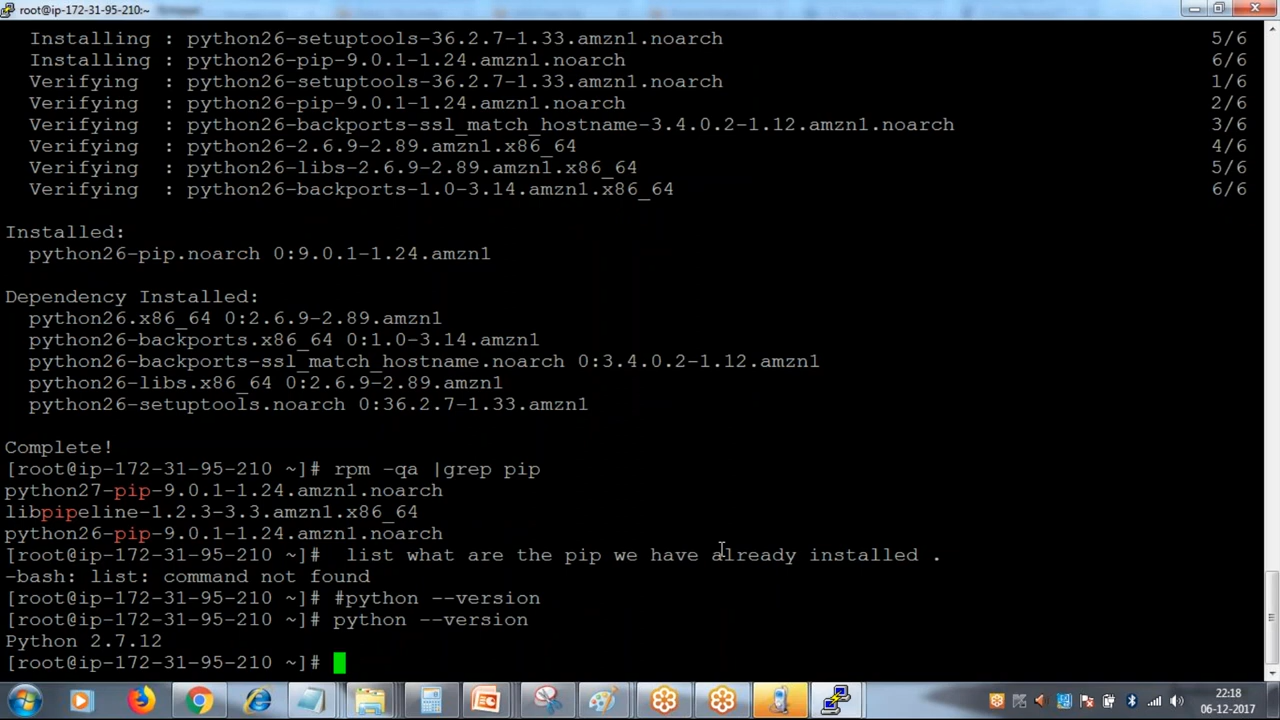 root@ip-172-31-95-210:~
Installing : python26-setuptools-36.2.7-1.33.amzn1.noarch 5/6
Installing : python26-pip-9.0.1-1.24.amzn1.noarch 6/6
Verifying : python26-setuptools-36.2.7-1.33.amzn1.noarch 1/6
Verifying : python26-pip-9.0.1-1.24.amzn1.noarch 2/6
Verifying : python26-backports-ssl_match_hostname-3.4.0.2-1.12.amzn1.noarch 3/6
Verifying : python26-2.6.9-2.89.amzn1.x86_64 4/6
Verifying : python26-libs-2.6.9-2.89.amzn1.x86_64 5/6
Verifying : python26-backports-1.0-3.14.amzn1.x86_64 6/6
Installed:
python26-pip.noarch 0:9.0.1-1.24.amzn1
Dependency Installed:
python26.x86_64 0:2.6.9-2.89.amzn1
python26-backports.x86_64 0:1.0-3.14.amzn1
python26-backports-ssl_match_hostname.noarch 0:3.4.0.2-1.12.amzn1
python26-libs.x86_64 0:2.6.9-2.89.amzn1
python26-setuptools.noarch 0:36.2.7-1.33.amzn1
Complete!
[root@ip-172-31-95-210 ~]# rpm -qa |grep pip
python27-pip-9.0.1-1.24.amzn1.noarch
libpipeline-1.2.3-3.3.amzn1.x86_64
python26-pip-9.0.1-1.24.amzn1.noarch
[root@ip-172-31-95-210 ~]# list what are the pip we have already installed .
-bash: list: command not found
[root@ip-172-31-95-210 ~]# #python --version
[root@ip-172-31-95-210 ~]# python --version
Python 2.7.12
[root@ip-172-31-95-210 ~]#
22:18
06-12-2017